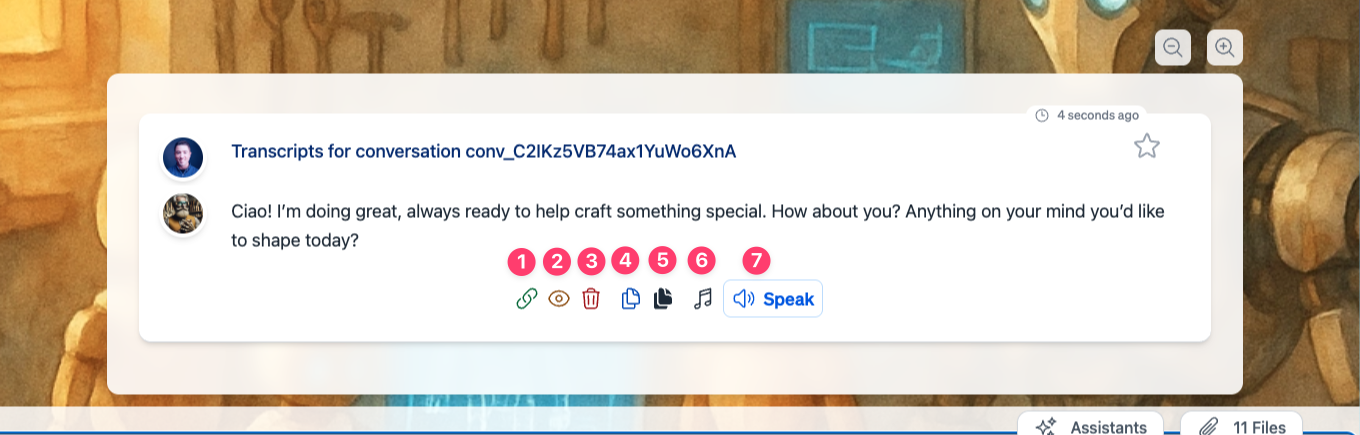 4 seconds ago
Transcripts for conversation conv_C2IKz5VB74ax1YuWo6XnA
Ciao! I’m doing great, always ready to help craft something special. How about you? Anything on your mind you’d like
to shape today?
1 2 3 4 5 6 7
Speak
Assistants 11 Files